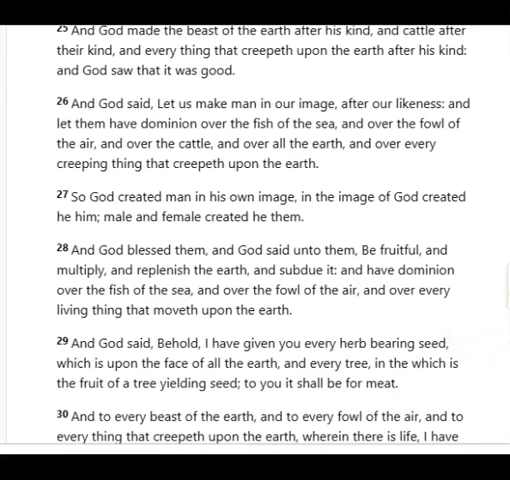 25 And God made the beast of the earth after his kind, and cattle after
their kind, and every thing that creepeth upon the earth after his kind:
and God saw that it was good.
26 And God said, Let us make man in our image, after our likeness: and
let them have dominion over the fish of the sea, and over the fowl of
the air, and over the cattle, and over all the earth, and over every
creeping thing that creepeth upon the earth.
27 So God created man in his own image, in the image of God created
he him; male and female created he them.
28 And God blessed them, and God said unto them, Be fruitful, and
multiply, and replenish the earth, and subdue it: and have dominion
over the fish of the sea, and over the fowl of the air, and over every
living thing that moveth upon the earth.
29 And God said, Behold, I have given you every herb bearing seed,
which is upon the face of all the earth, and every tree, in the which is
the fruit of a tree yielding seed; to you it shall be for meat.
30 And to every beast of the earth, and to every fowl of the air, and to
every thing that creepeth upon the earth, wherein there is life, I have